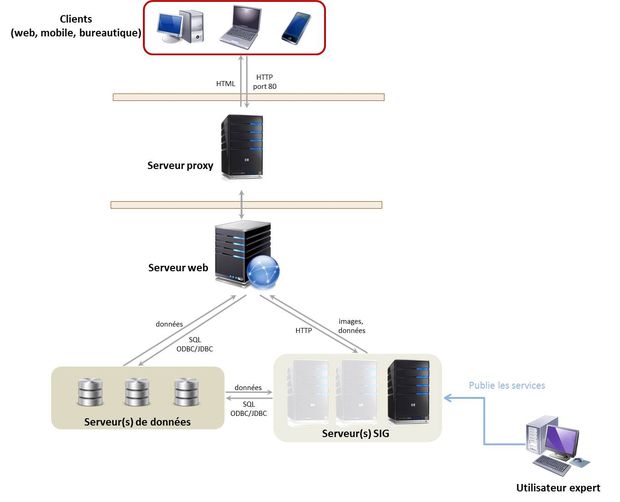 Clients
(web, mobile, bureautique)
HTML
HTTP
port 80
Serveur proxy
Serveur web
données
SQL
ODBC/JDBC
HTTP
images,
données
données
SQL
ODBC/JDBC
Serveur(s) de données
Serveur(s) SIG
Publie les services
Utilisateur expert